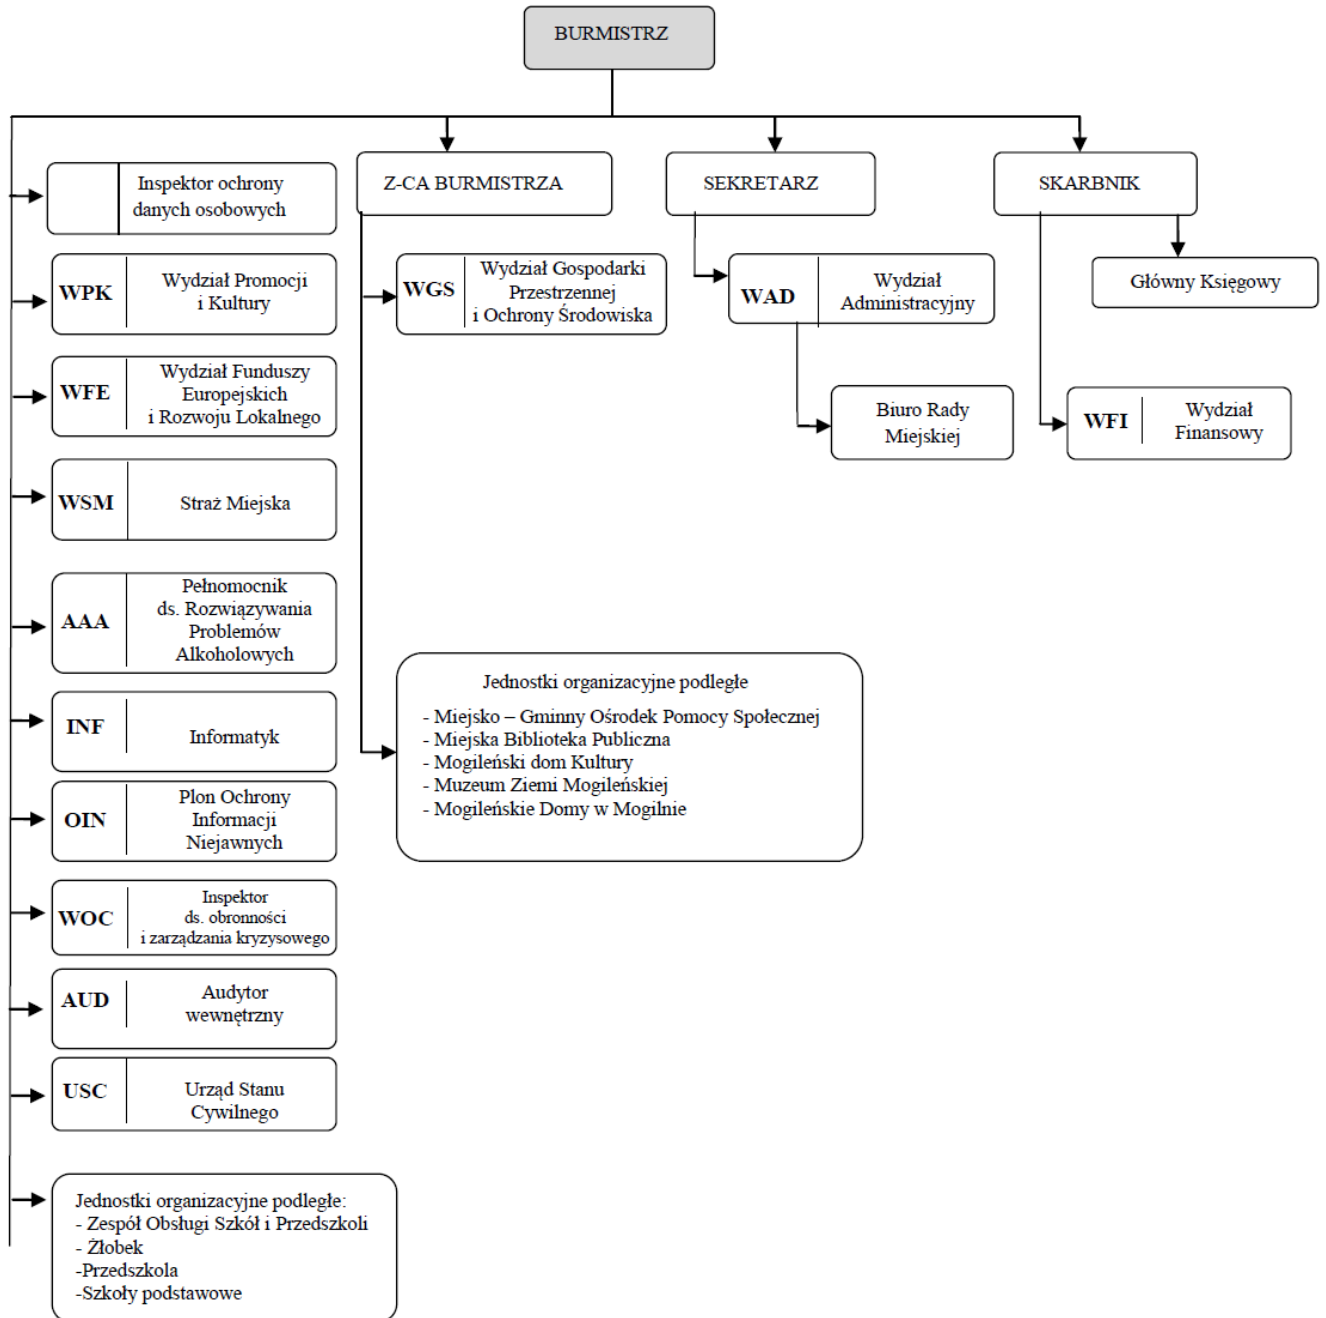 BURMISTRZ
Z-CA BURMISTRZA
SEKRETARZ
SKARBNIK
Inspektor ochrony
danych osobowych
WPK
Wydział Promocji
i Kultury
WFE
Wydział Funduszy
Europejskich
i Rozwoju Lokalnego
WSM
Straż Miejska
AAA
Pełnomocnik
ds. Rozwiązywania
Problemów
Alkoholowych
INF
Informatyk
OIN
Plon Ochrony
Informacji
Niejawnych
WOC
Inspektor
ds. obronności
i zarządzania kryzysowego
AUD
Audytor
wewnętrzny
USC
Urząd Stanu
Cywilnego
Jednostki organizacyjne podległe:
- Zespół Obsługi Szkół i Przedszkoli
- Żłobek
-Przedszkola
-Szkoły podstawowe
WGS
Wydział Gospodarki
Przestrzennej
i Ochrony Środowiska
Jednostki organizacyjne podległe
- Miejsko – Gminny Ośrodek Pomocy Społecznej
- Miejska Biblioteka Publiczna
- Mogileński dom Kultury
- Muzeum Ziemi Mogileńskiej
- Mogileńskie Domy w Mogilnie
WAD
Wydział
Administracyjny
Biuro Rady
Miejskiej
Główny Księgowy
WFI
Wydział
Finansowy